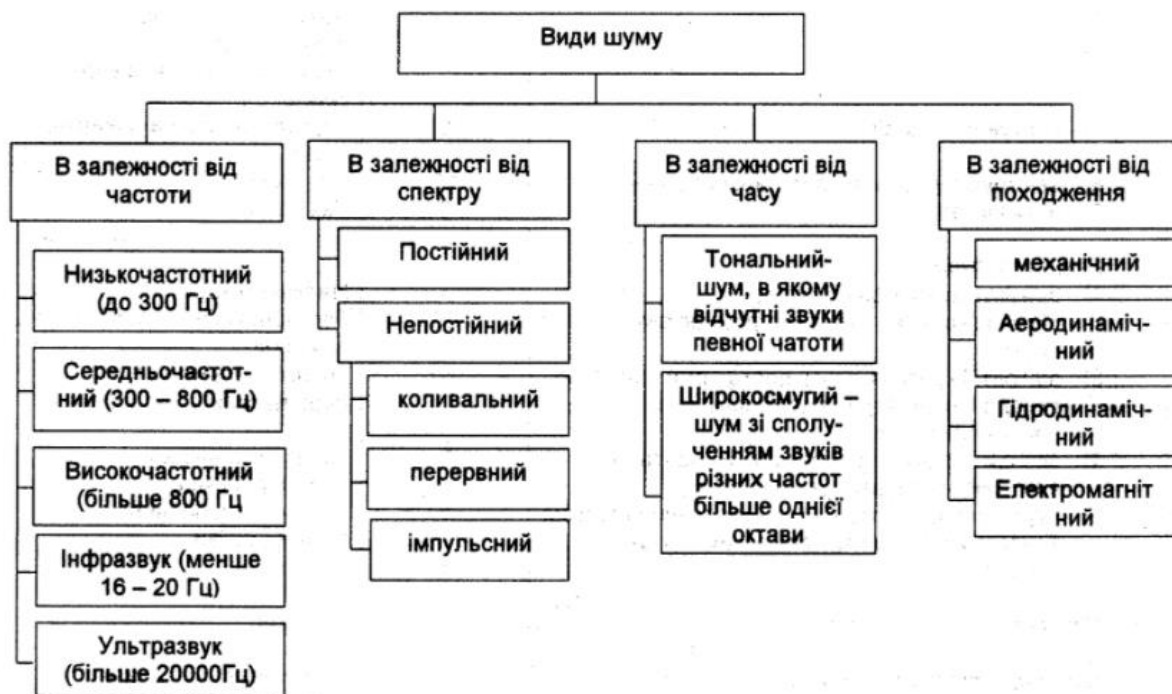 Види шуму
В залежності від
частоти
Низькочастотний
(до 300 Гц)
Середньочастот-
ний (300 – 800 Гц)
Високочастотний
(більше 800 Гц
Інфразвук (менше
16 – 20 Гц)
Ультразвук
(більше 20000Гц)
В залежності від
спектру
Постійний
Непостійний
коливальний
перервний
імпульсний
В залежності від
часу
Тональний-
шум, в якому
відчутні звуки
певної чатоти
Широкосмугий –
шум зі сполу-
ченням звуків
різних частот
більше однієї
октави
В залежності від
походження
механічний
Аеродинаміч-
ний
Гідродинаміч-
ний
Електромагніт
ний